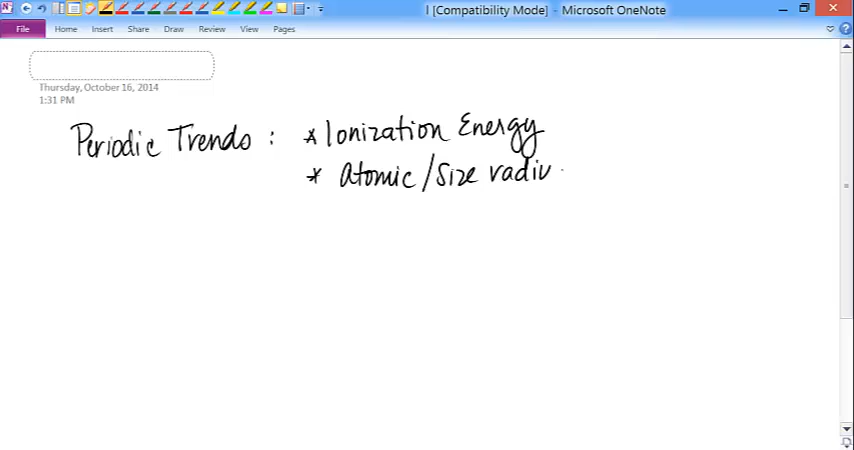 I [Compatibility Mode] - Microsoft OneNote
File Home Insert Share Draw Review View Pages
Thursday, October 16, 2014
1:31 PM
Periodic Trends : * Ionization Energy
* Atomic/Size radiu